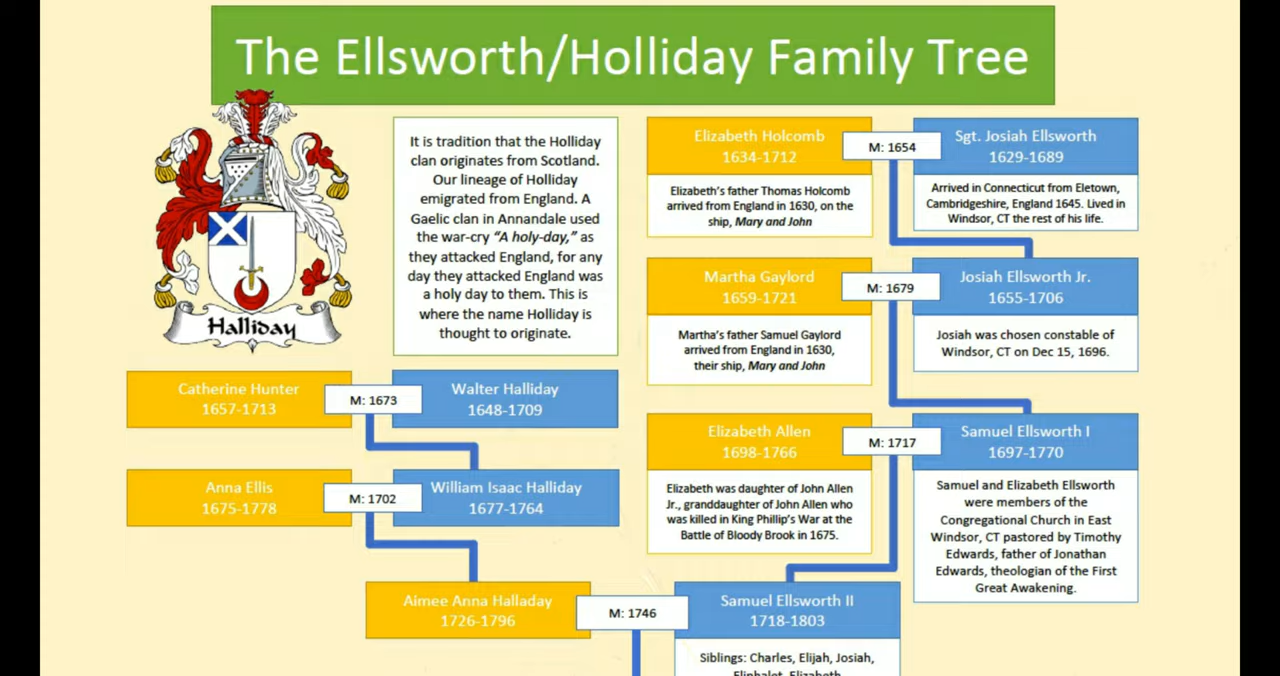 The Ellsworth/Holliday Family Tree
Halliday
It is tradition that the Holliday
clan originates from Scotland.
Our lineage of Holliday
emigrated from England. A
Gaelic clan in Annandale used
the war-cry "A holy-day," as
they attacked England, for any
day they attacked England was
a holy day to them. This is
where the name Holliday is
thought to originate.
Elizabeth Holcomb
1634-1712
M: 1654
Sgt. Josiah Ellsworth
1629-1689
Elizabeth's father Thomas Holcomb
arrived from England in 1630, on the
ship, Mary and John
Arrived in Connecticut from Eletown,
Cambridgeshire, England 1645. Lived in
Windsor, CT the rest of his life.
Martha Gaylord
1659-1721
M: 1679
Josiah Ellsworth Jr.
1655-1706
Martha's father Samuel Gaylord
arrived from England in 1630,
their ship, Mary and John
Josiah was chosen constable of
Windsor, CT on Dec 15, 1696.
Catherine Hunter
1657-1713
M: 1673
Walter Halliday
1648-1709
Elizabeth Allen
1698-1766
M: 1717
Samuel Ellsworth I
1697-1770
Anna Ellis
1675-1778
M: 1702
William Isaac Halliday
1677-1764
Elizabeth was daughter of John Allen
Jr., granddaughter of John Allen who
was killed in King Phillip's War at the
Battle of Bloody Brook in 1675.
Samuel and Elizabeth Ellsworth
were members of the
Congregational Church in East
Windsor, CT pastored by Timothy
Edwards, father of Jonathan
Edwards, theologian of the First
Great Awakening.
Aimee Anna Halladay
1726-1796
M: 1746
Samuel Ellsworth II
1718-1803
Siblings: Charles, Elijah, Josiah,
Eliphalet, Elizabeth